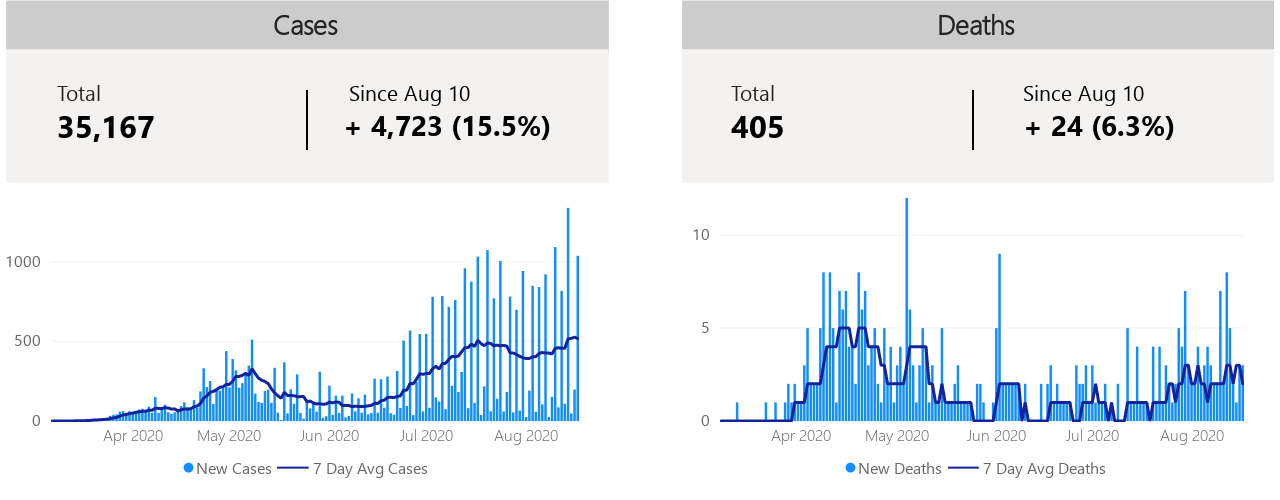 Cases
Total
35,167
Since Aug 10
+ 4,723 (15.5%)
1000
500
0
Apr 2020 May 2020 Jun 2020 Jul 2020 Aug 2020
New Cases 7 Day Avg Cases
Deaths
Total
405
Since Aug 10
+ 24 (6.3%)
10
5
0
Apr 2020 May 2020 Jun 2020 Jul 2020 Aug 2020
New Deaths 7 Day Avg Deaths